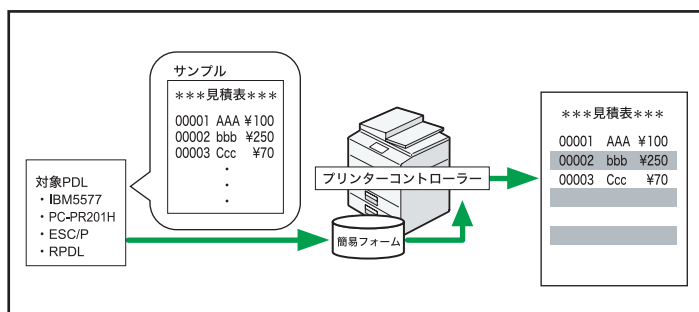 サンプル
***見積表***
00001 AAA ¥100
00002 bbb ¥250
00003 Ccc ¥70
・
・
・
対象PDL
・IBM5577
・PC-PR201H
・ESC/P
・RPDL
プリンターコントローラー
簡易フォーム
***見積表***
00001 AAA ¥100
00002 bbb ¥250
00003 Ccc ¥70